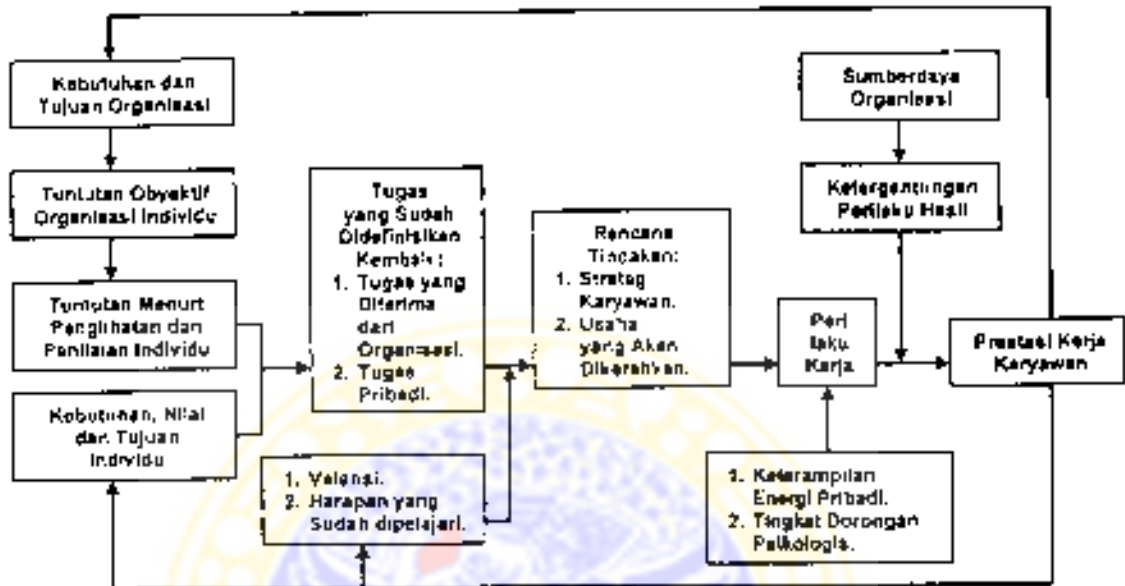 Kebutuhan dan
Tujuan Organisasi
Tuntutan Obyektif
Organisasi Individu
Tuntutan Menurt
Penglihatan dan
Penilaian Individu
Kebutuhan, Nilai
dan Tujuan
Individu
Tugas
yang Sudah
Didefinisikan
Kembali:
1. Tugas yang
Diterima
dari
Organisasi.
2. Tugas
Pribadi.
1. Valensi.
2. Harapan yang
Sudah dipelajari.
Rencana
Tindakan:
1. Strateg
Karyawan.
2. Usaha
yang Akan
Dikerahkan.
Sumberdaya
Organisasi
Ketergantungan
Perilaku Hasil
Peri
laku
Kerja
1. Keterampilan
Energi Pribadi.
2. Tingkat Dorongan
Psikologis.
Prestasi Kerja
Karyawan